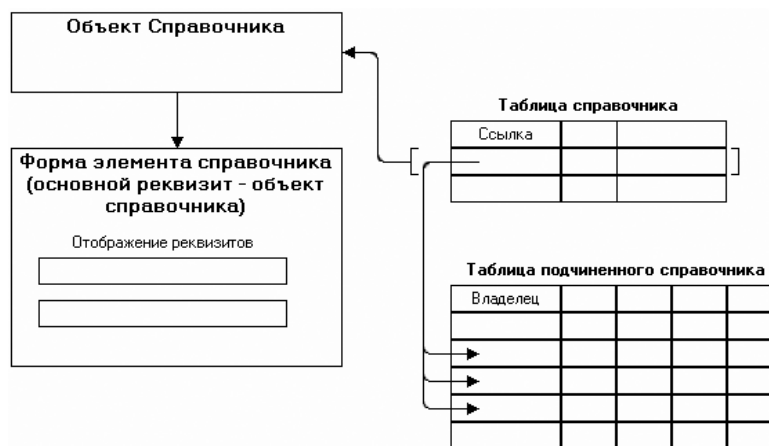 Объект Справочника
Форма элемента справочника
(основной реквизит - объект
справочника)
Отображение реквизитов
Таблица справочника
Ссылка
Таблица подчиненного справочника
Владелец